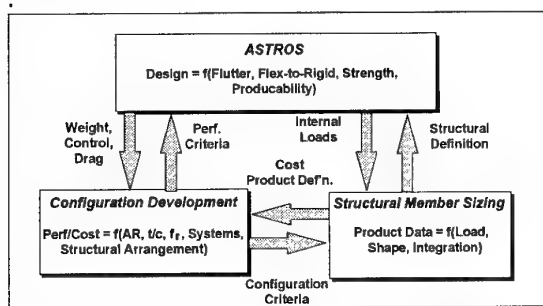 ASTROS
Design = f(Flutter, Flex-to-Rigid, Strength,
Producability)
Weight,
Control,
Drag
Perf.
Criteria
Internal
Loads
Structural
Definition
Cost
Product Def'n.
Configuration Development
Perf/Cost = f(AR, t/c, fr, Systems,
Structural Arrangement)
Structural Member Sizing
Product Data = f(Load,
Shape, Integration)
Configuration
Criteria